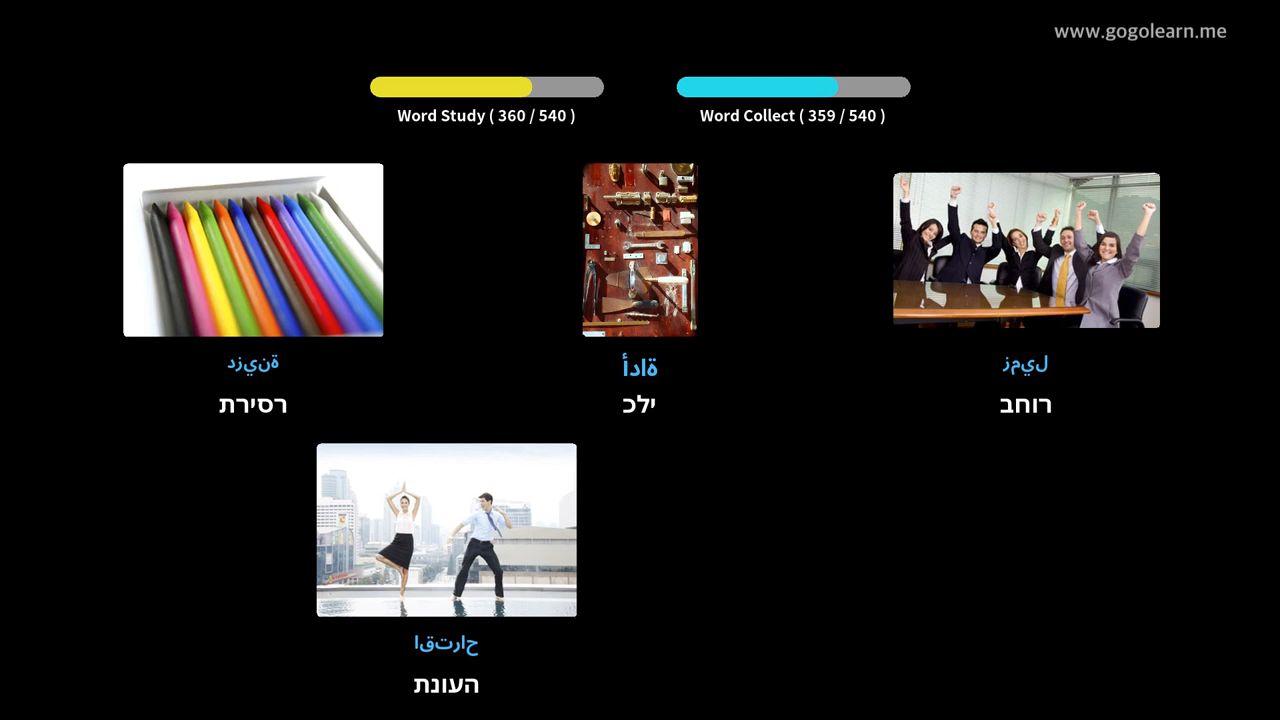 www.gogolearn.me
Word Study ( 360 / 540 )
Word Collect ( 359 / 540 )
ةنيزد
רסירת
ةادأ
ילכ
ليمز
רוחב
حارتقا
העונת